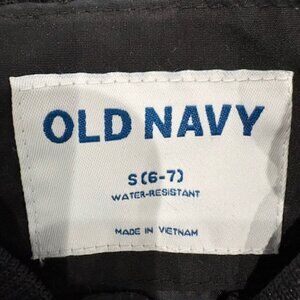 OLD NAVY
S (6-7)
WATER-RESISTANT
MADE IN VIETNAM